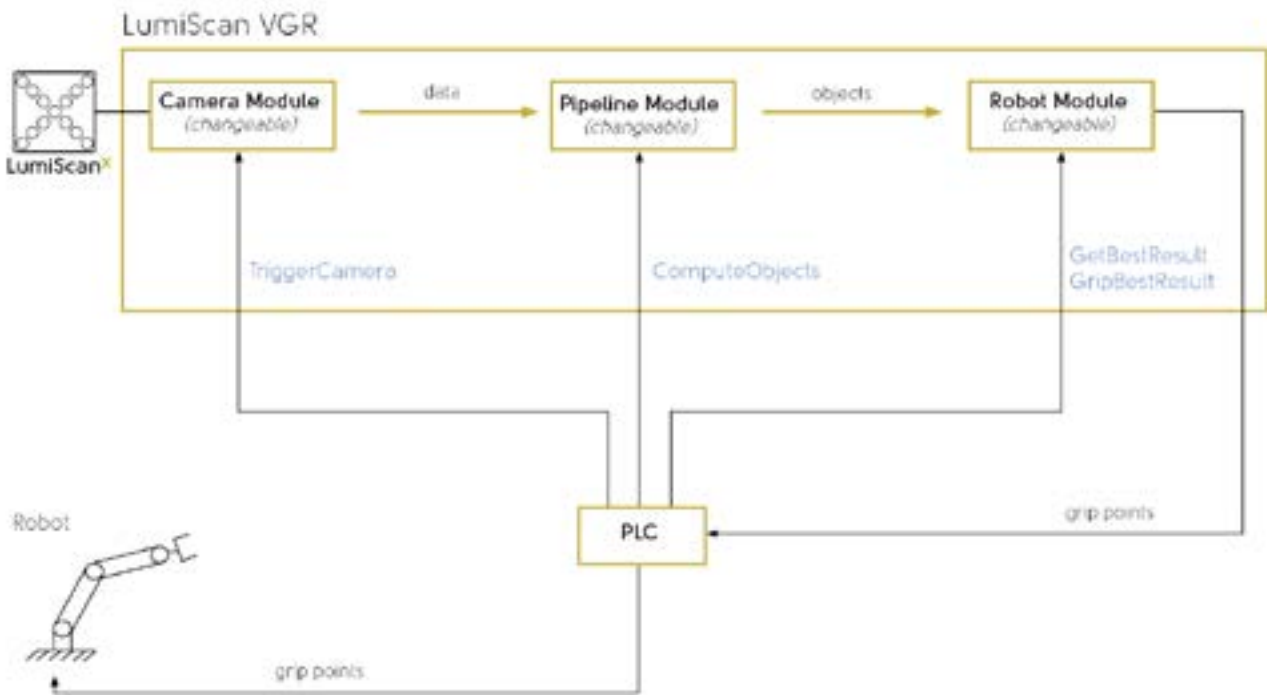 LumiScan VGR
Camera Module
(changeable)
data
Pipeline Module
(changeable)
objects
Robot Module
(changeable)
LumiScanX
TriggerCamera
ComputeObjects
GetBestResult
GripBestResult
PLC
grip points
Robot
grip points